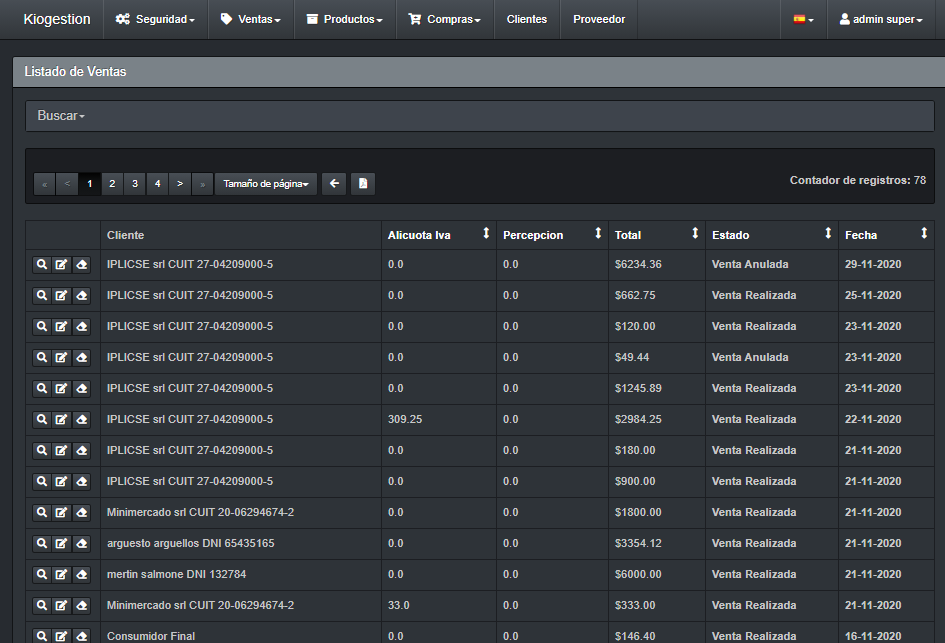 Kiogestion Seguridad Ventas Productos Compras Clientes Proveedor admin super
Listado de Ventas
Buscar
« < 1 2 3 4 > » Tamaño de página Contador de registros: 78
Cliente Alicuota Iva Percepcion Total Estado Fecha
IPLICSE srl CUIT 27-04209000-5 0.0 0.0 $6234.36 Venta Anulada 29-11-2020
IPLICSE srl CUIT 27-04209000-5 0.0 0.0 $662.75 Venta Realizada 25-11-2020
IPLICSE srl CUIT 27-04209000-5 0.0 0.0 $120.00 Venta Realizada 23-11-2020
IPLICSE srl CUIT 27-04209000-5 0.0 0.0 $49.44 Venta Anulada 23-11-2020
IPLICSE srl CUIT 27-04209000-5 0.0 0.0 $1245.89 Venta Realizada 23-11-2020
IPLICSE srl CUIT 27-04209000-5 309.25 0.0 $2984.25 Venta Realizada 22-11-2020
IPLICSE srl CUIT 27-04209000-5 0.0 0.0 $180.00 Venta Realizada 21-11-2020
IPLICSE srl CUIT 27-04209000-5 0.0 0.0 $900.00 Venta Realizada 21-11-2020
Minimercado srl CUIT 20-06294674-2 0.0 0.0 $1800.00 Venta Realizada 21-11-2020
arguesto arguellos DNI 65435165 0.0 0.0 $3354.12 Venta Realizada 21-11-2020
mertin salmone DNI 132784 0.0 0.0 $6000.00 Venta Realizada 21-11-2020
Minimercado srl CUIT 20-06294674-2 33.0 0.0 $333.00 Venta Realizada 21-11-2020
Consumidor Final 0.0 0.0 $146.40 Venta Realizada 16-11-2020